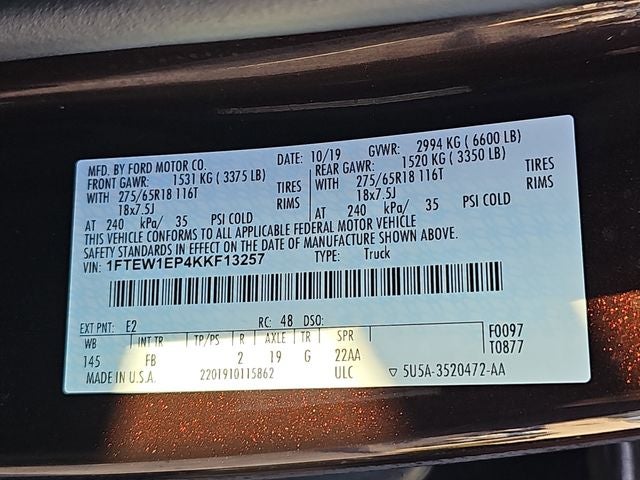 MFD. BY FORD MOTOR CO. DATE: 10/19 GVWR: 2994 KG ( 6600 LB)
FRONT GAWR: 1531 KG ( 3375 LB) REAR GAWR: 1520 KG ( 3350 LB)
WITH 275/65R18 116T TIRES WITH 275/65R18 116T TIRES
18x7.5J RIMS 18x7.5J RIMS
AT 240 kPa/ 35 PSI COLD AT 240 kPa/ 35 PSI COLD
THIS VEHICLE CONFORMS TO ALL APPLICABLE FEDERAL MOTOR VEHICLE
SAFETY STANDARDS IN EFFECT ON THE DATE OF MANUFACTURE SHOWN ABOVE.
VIN: 1FTEW1EP4KKF13257 TYPE: Truck
EXT PNT: E2 RC: 48 DSO:
WB INT TR TP/PS R AXLE TR SPR
145 FB 2 19 G 22AA
F0097
T0877
MADE IN U.S.A. 2201910115862 ULC ▽ 5U5A-3520472-AA